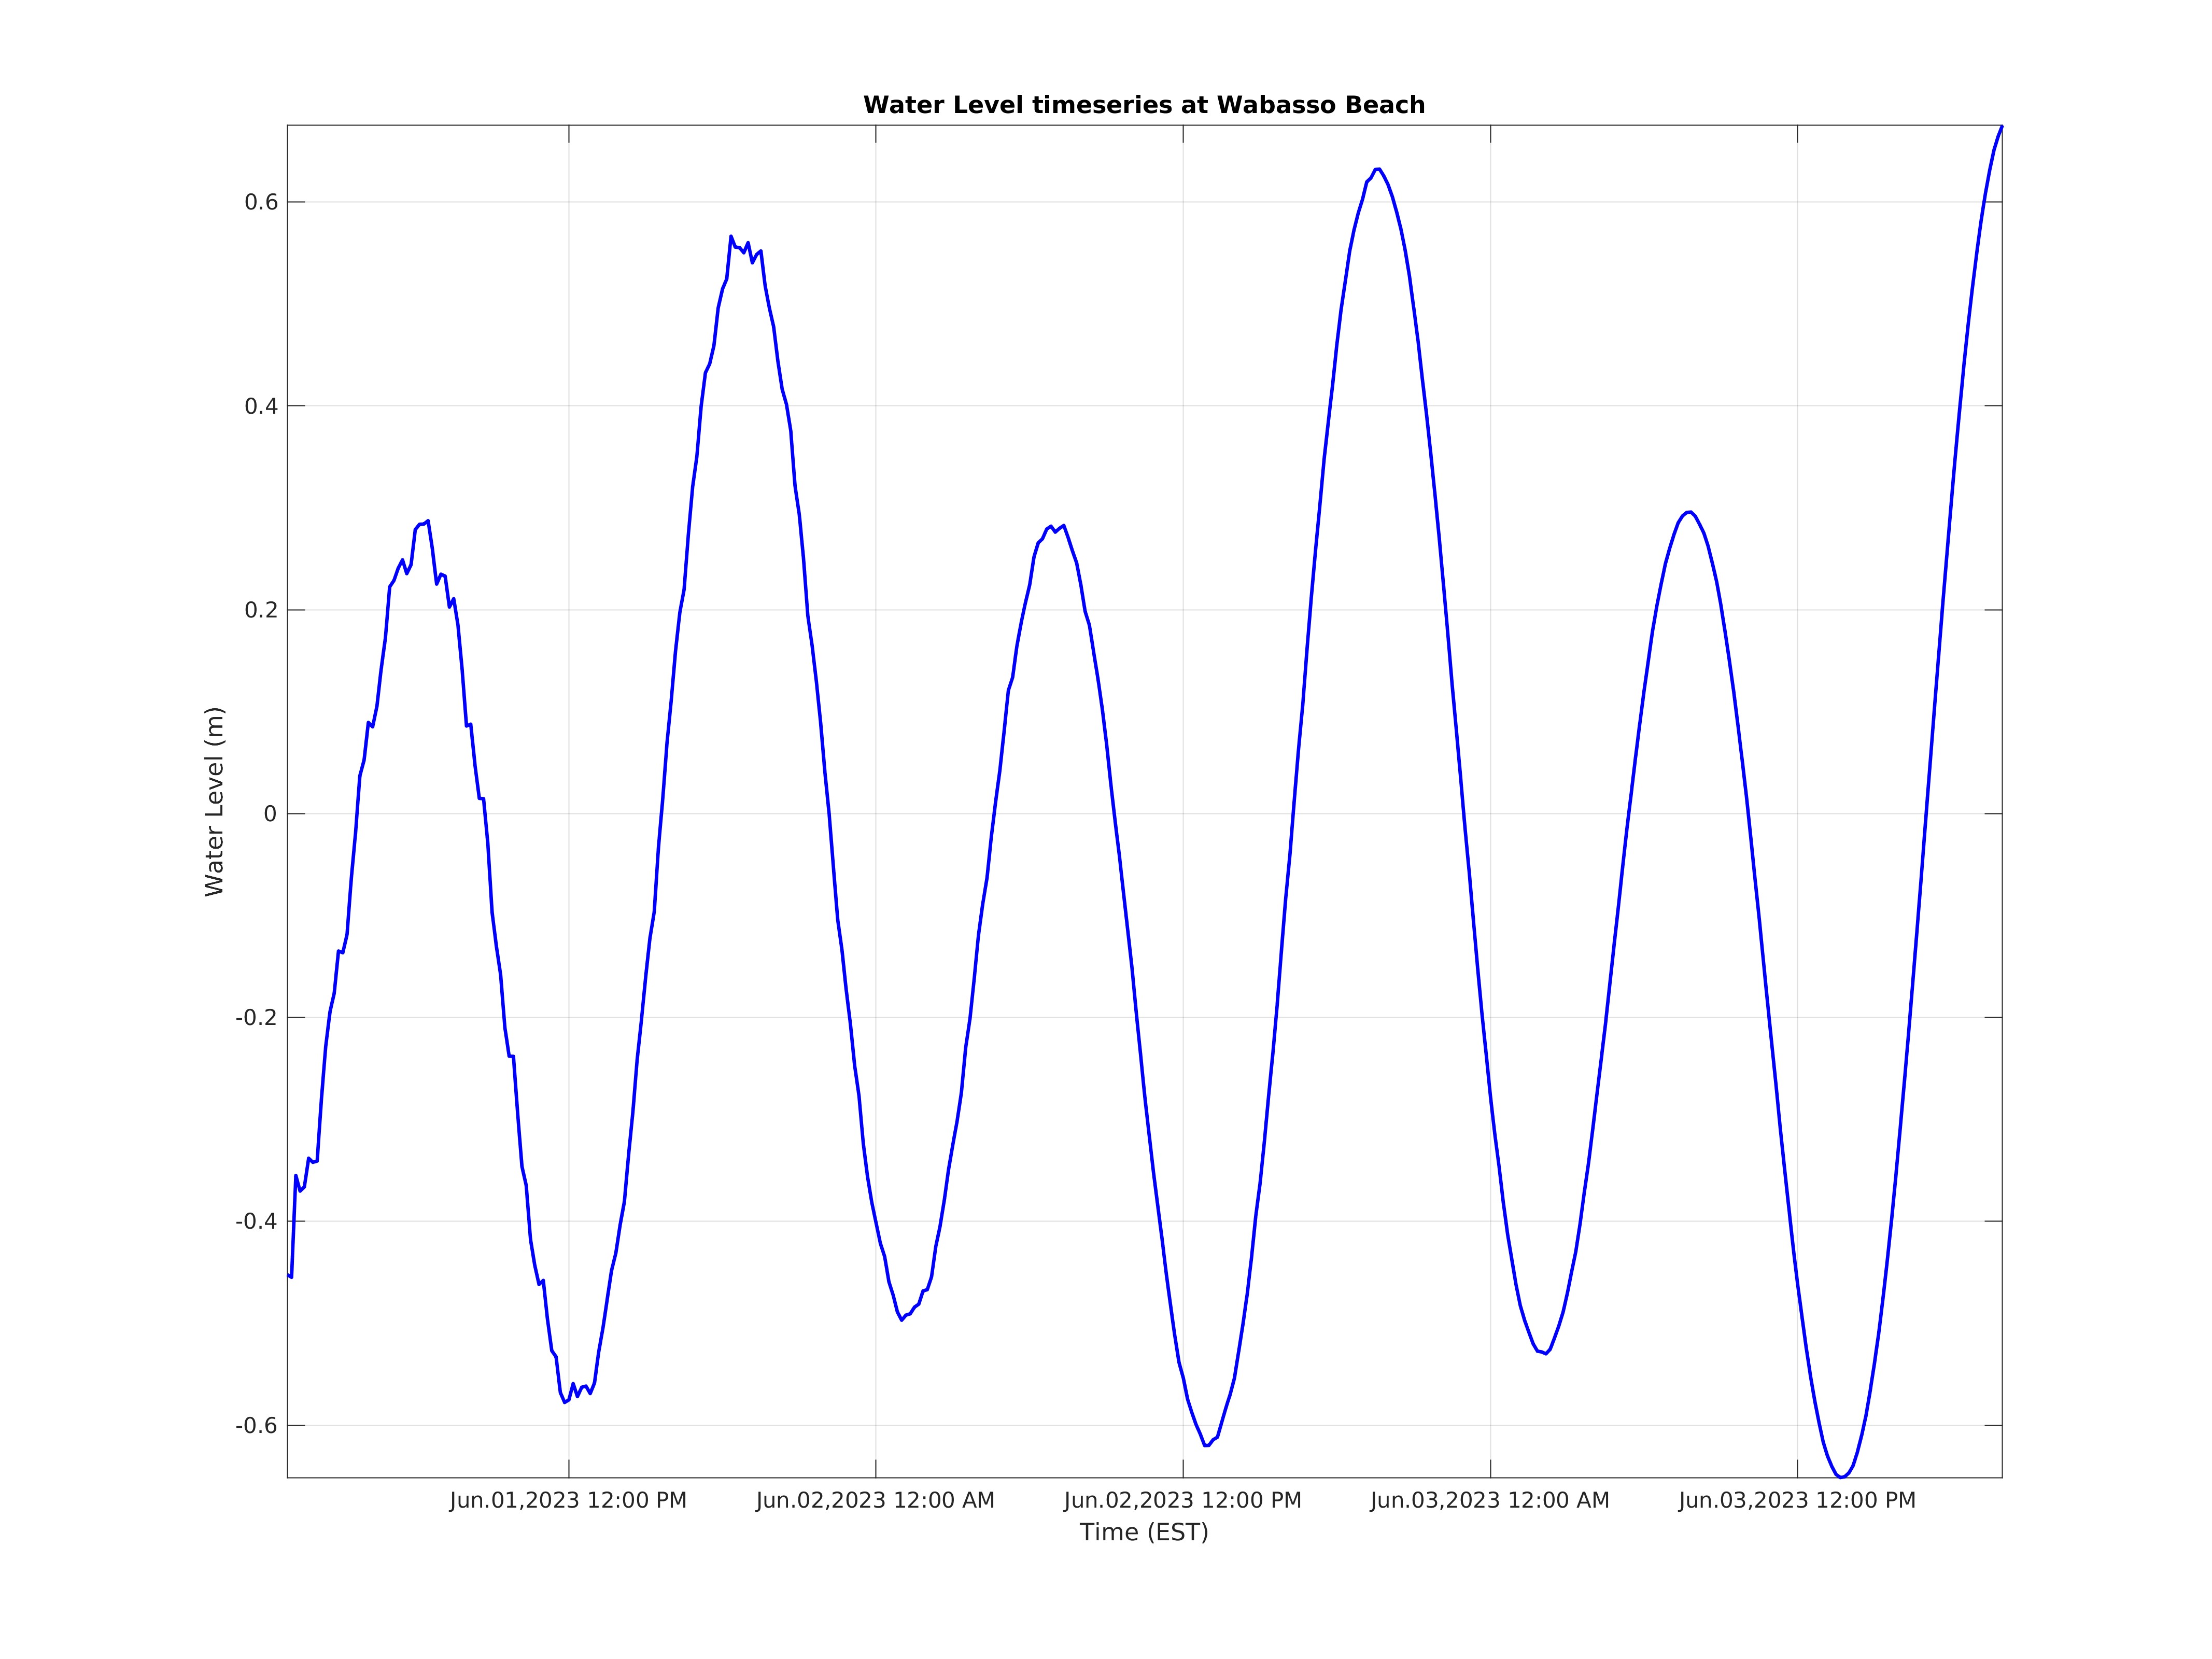 Water Level timeseries at Wabasso Beach
0.6
0.4
0.2
0
-0.2
-0.4
-0.6
Water Level (m)
Jun.01,2023 12:00 PM
Jun.02,2023 12:00 AM
Jun.02,2023 12:00 PM
Jun.03,2023 12:00 AM
Jun.03,2023 12:00 PM
Time (EST)